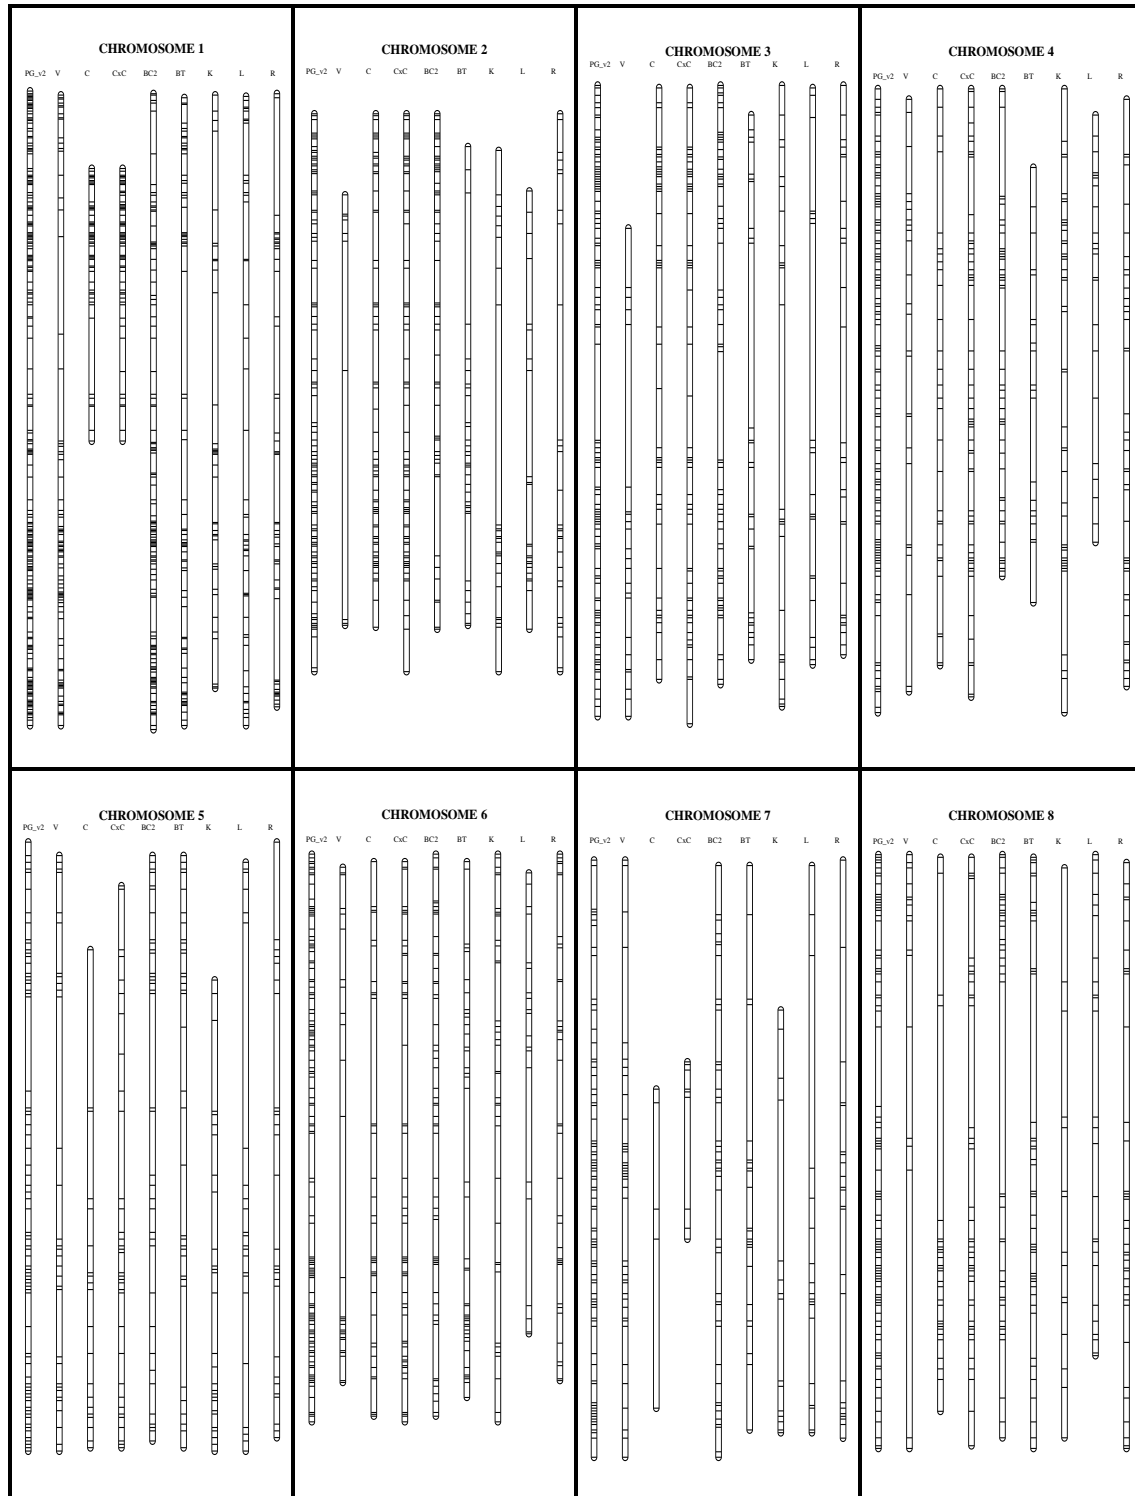 CHROMOSOME 1
PG_v2 V C CxC BC2 BT K L R
CHROMOSOME 2
PG_v2 V C CxC BC2 BT K L R
CHROMOSOME 3
PG_v2 V C CxC BC2 BT K L R
CHROMOSOME 4
PG_v2 V C CxC BC2 BT K L R
CHROMOSOME 5
PG_v2 V C CxC BC2 BT K L R
CHROMOSOME 6
PG_v2 V C CxC BC2 BT K L R
CHROMOSOME 7
PG_v2 V C CxC BC2 BT K L R
CHROMOSOME 8
PG_v2 V C CxC BC2 BT K L R